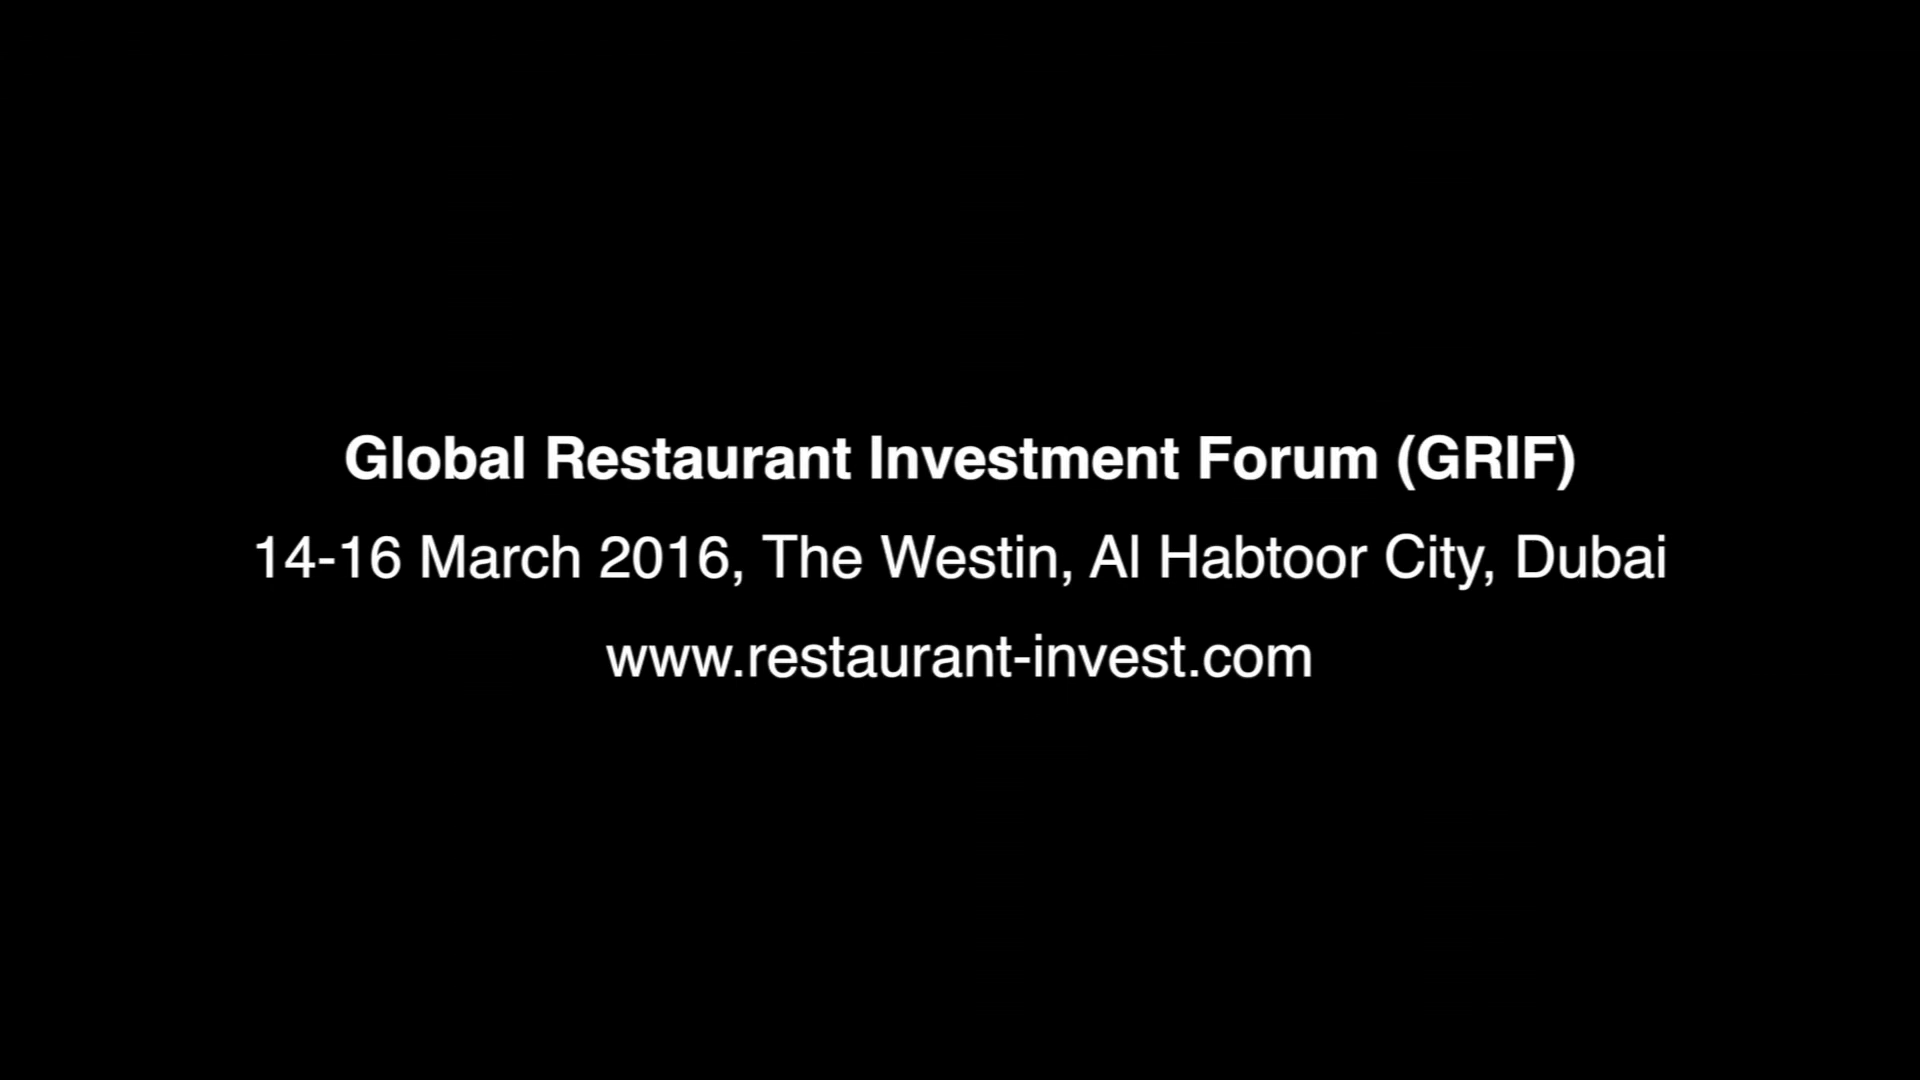 Global Restaurant Investment Forum (GRIF)
14-16 March 2016, The Westin, Al Habtoor City, Dubai
www.restaurant-invest.com